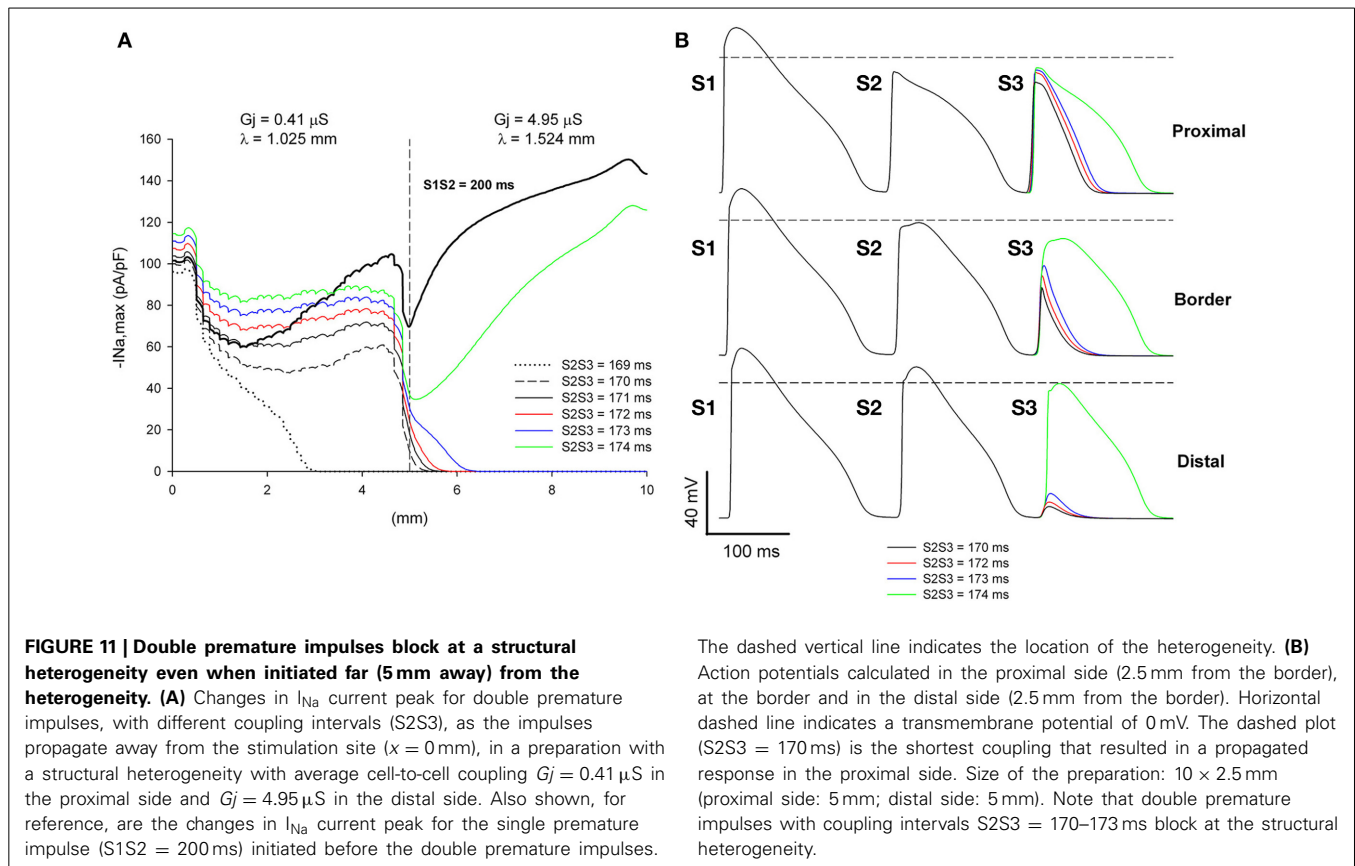 A
Gj = 0.41 μS
λ = 1.025 mm
Gj = 4.95 μS
λ = 1.524 mm
S1S2 = 200 ms
-INa,max (pA/pF)
160
140
120
100
80
60
40
20
0
0 2 4 6 8 10
(mm)
S2S3 = 169 ms
S2S3 = 170 ms
S2S3 = 171 ms
S2S3 = 172 ms
S2S3 = 173 ms
S2S3 = 174 ms
B
S1 S2 S3
Proximal
S1 S2 S3
Border
S1 S2 S3
Distal
40 mV
100 ms
S2S3 = 170 ms
S2S3 = 172 ms
S2S3 = 173 ms
S2S3 = 174 ms
FIGURE 11 | Double premature impulses block at a structural
heterogeneity even when initiated far (5 mm away) from the
heterogeneity. (A) Changes in INa current peak for double premature
impulses, with different coupling intervals (S2S3), as the impulses
propagate away from the stimulation site (x = 0 mm), in a preparation with
a structural heterogeneity with average cell-to-cell coupling Gj = 0.41 μS in
the proximal side and Gj = 4.95 μS in the distal side. Also shown, for
reference, are the changes in INa current peak for the single premature
impulse (S1S2 = 200 ms) initiated before the double premature impulses.
The dashed vertical line indicates the location of the heterogeneity. (B)
Action potentials calculated in the proximal side (2.5 mm from the border),
at the border and in the distal side (2.5 mm from the border). Horizontal
dashed line indicates a transmembrane potential of 0 mV. The dashed plot
(S2S3 = 170 ms) is the shortest coupling that resulted in a propagated
response in the proximal side. Size of the preparation: 10 × 2.5 mm
(proximal side: 5 mm; distal side: 5 mm). Note that double premature
impulses with coupling intervals S2S3 = 170–173 ms block at the structural
heterogeneity.